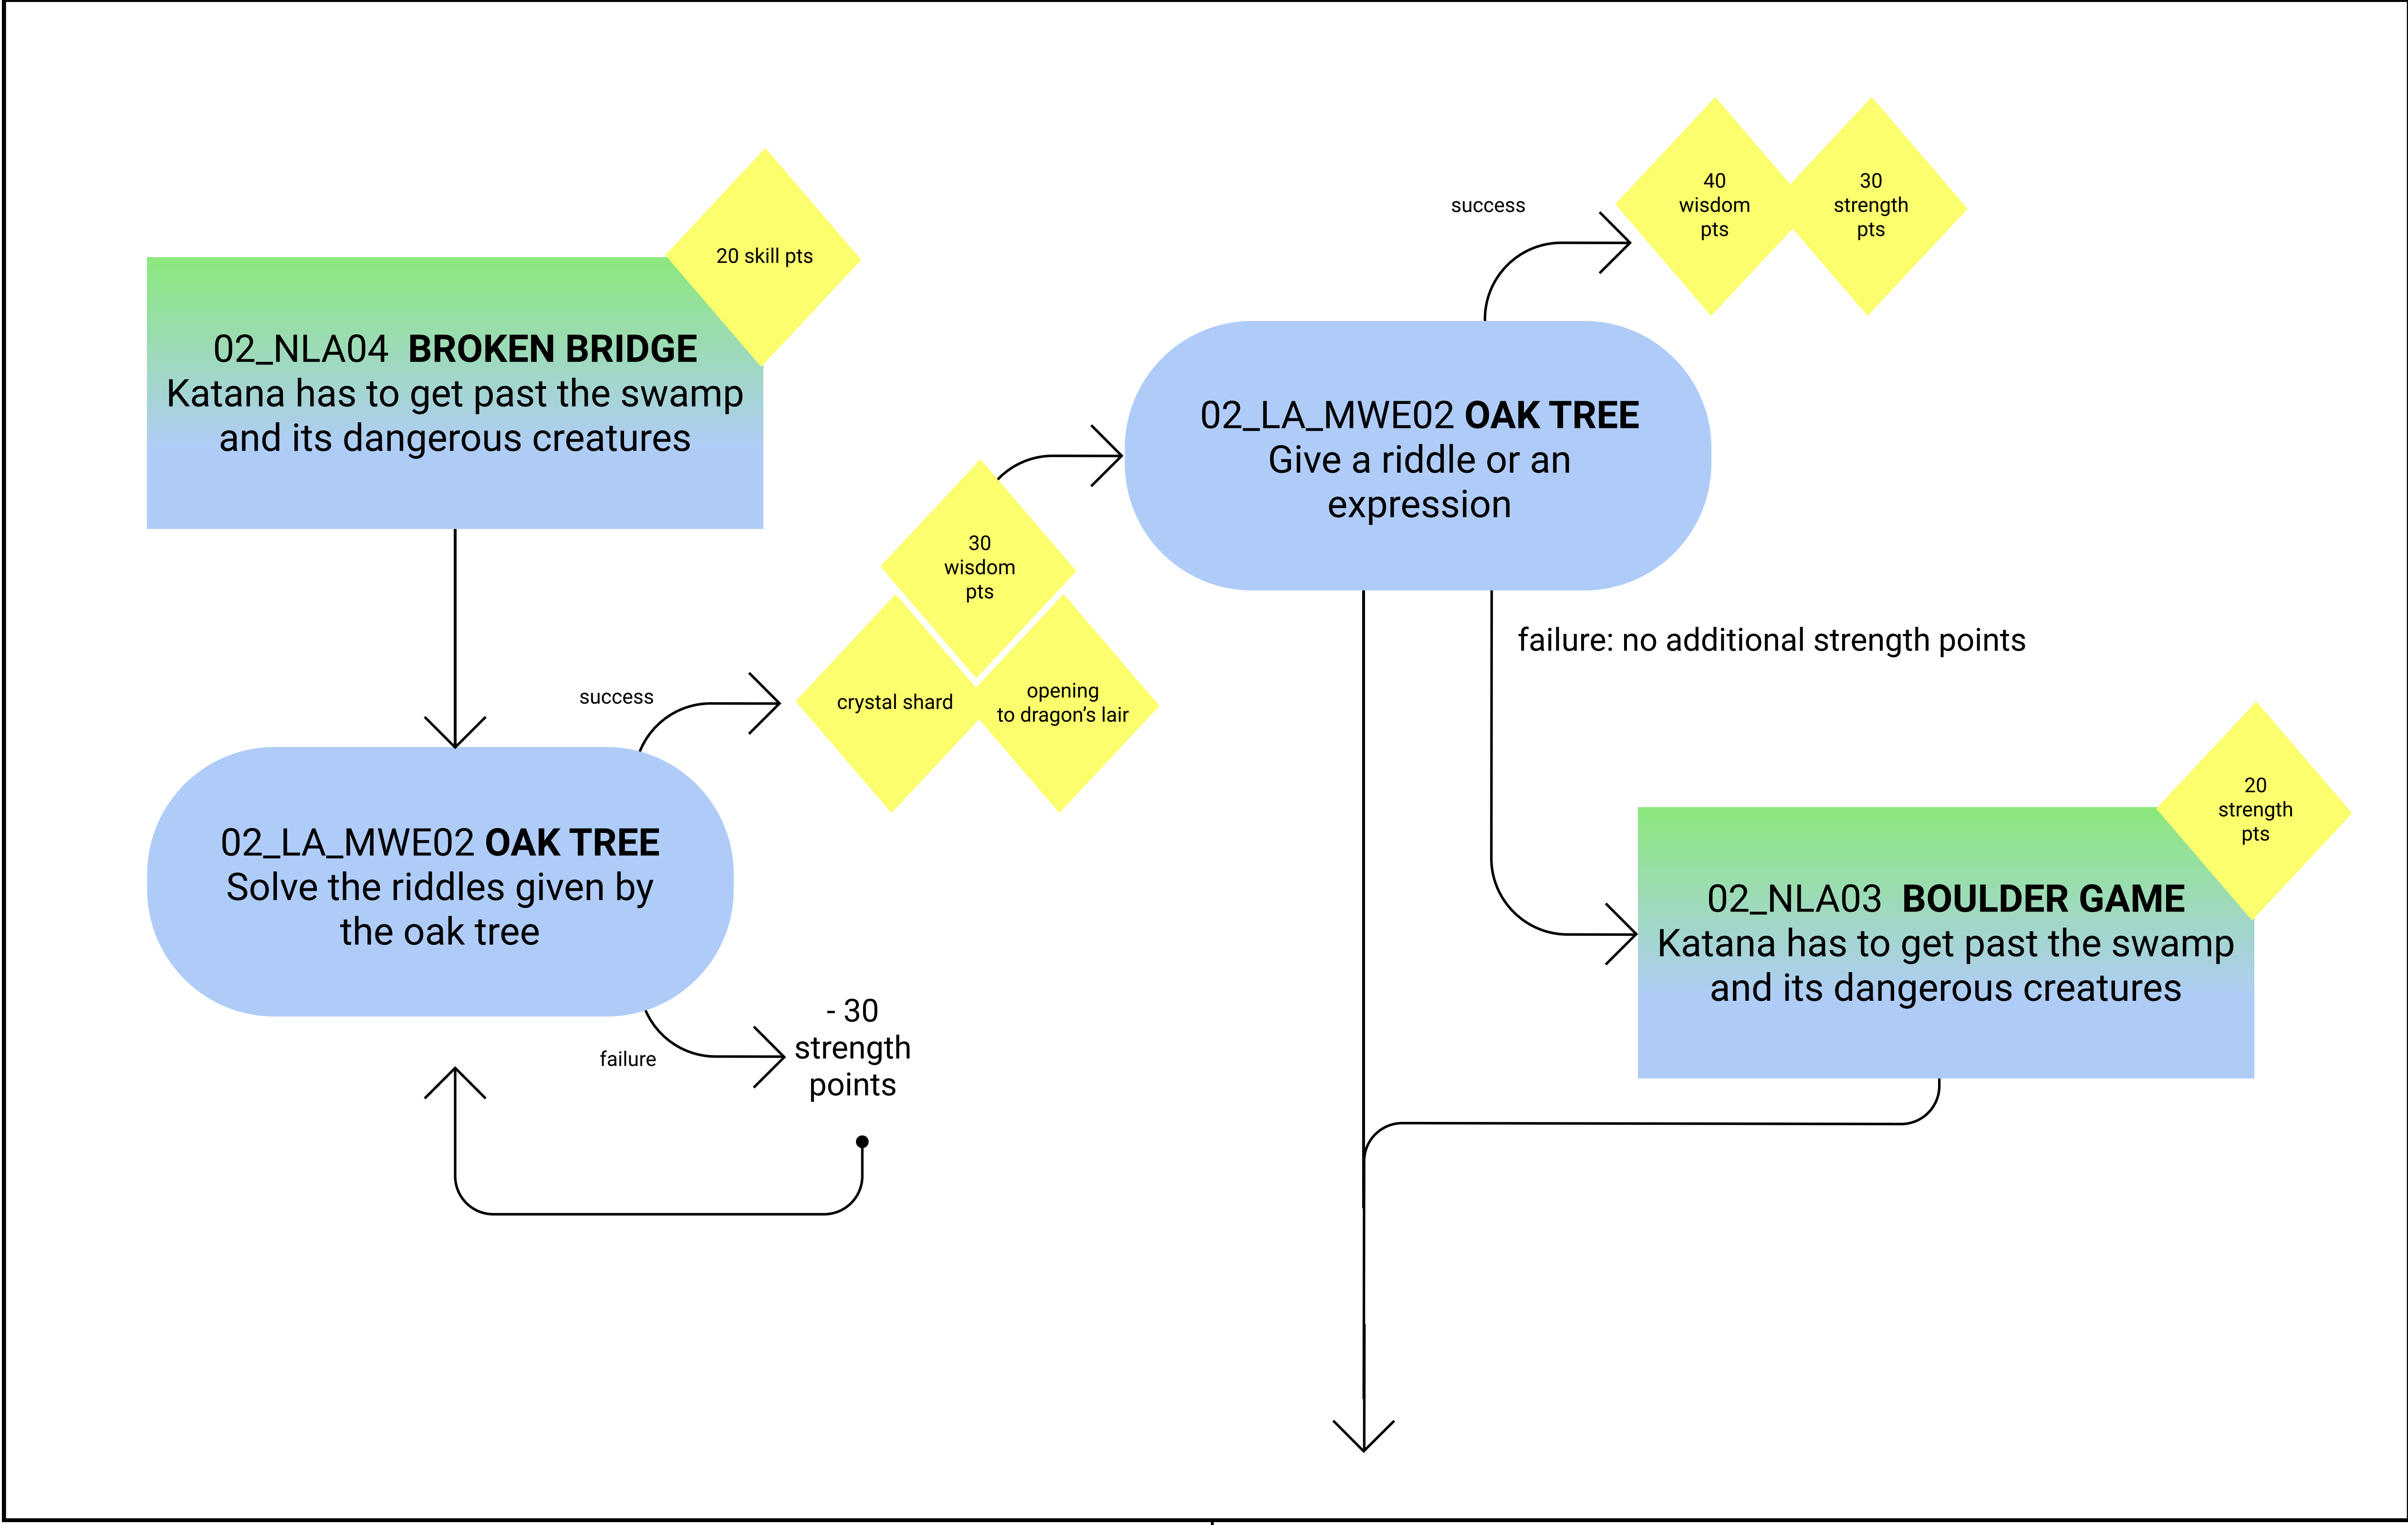 20 skill pts
02_NLA04 BROKEN BRIDGE
Katana has to get past the swamp
and its dangerous creatures
success
02_LA_MWE02 OAK TREE
Solve the riddles given by
the oak tree
failure
- 30
strength
points
30
wisdom
pts
crystal shard
opening
to dragon’s lair
02_LA_MWE02 OAK TREE
Give a riddle or an
expression
success
40
wisdom
pts
30
strength
pts
failure: no additional strength points
20
strength
pts
02_NLA03 BOULDER GAME
Katana has to get past the swamp
and its dangerous creatures